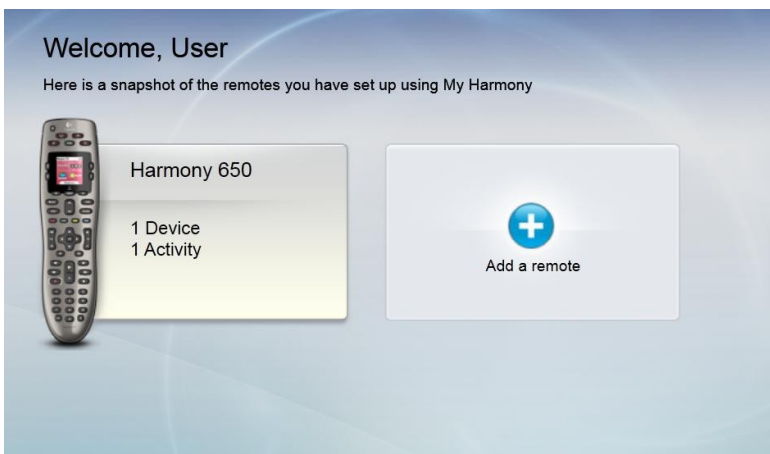 Welcome, User
Here is a snapshot of the remotes you have set up using My Harmony
Harmony 650
1 Device
1 Activity
Add a remote